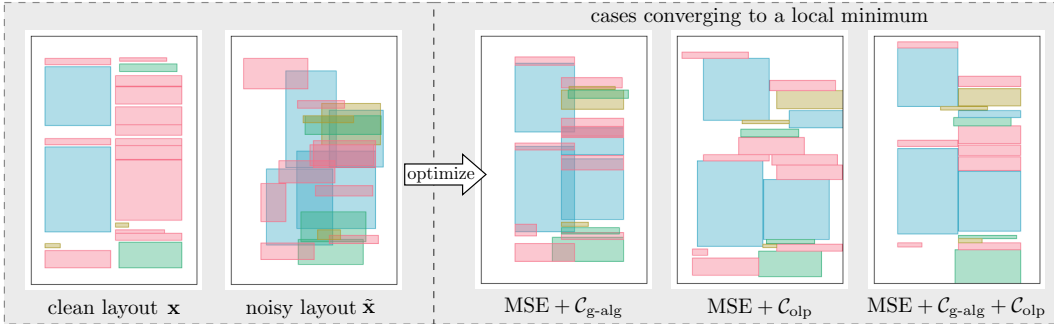 cases converging to a local minimum
optimize
clean layout x
noisy layout x̃
MSE + C_g-alg
MSE + C_olp
MSE + C_g-alg + C_olp